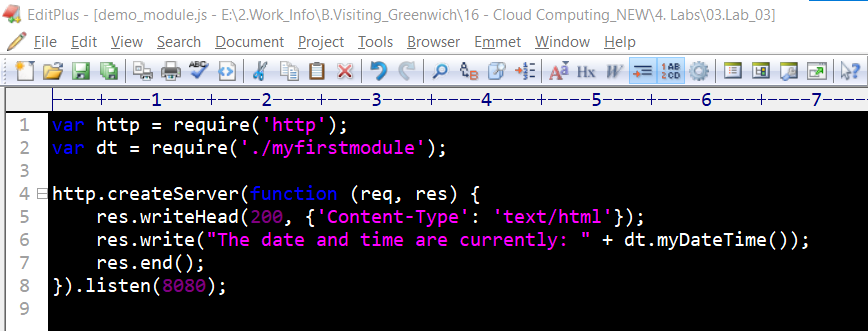 EditPlus - [demo_module.js - E:\2.Work_Info\B.Visiting_Greenwich\16 - Cloud Computing_NEW\4. Labs\03.Lab_03]
File Edit View Search Document Project Tools Browser Emmet Window Help
----+----1----+----2----+----3----+----4----+----5----+----6----+----7----
1 var http = require('http');
2 var dt = require('./myfirstmodule');
3
4 http.createServer(function (req, res) {
5     res.writeHead(200, {'Content-Type': 'text/html'});
6     res.write("The date and time are currently: " + dt.myDateTime());
7     res.end();
8 }).listen(8080);
9